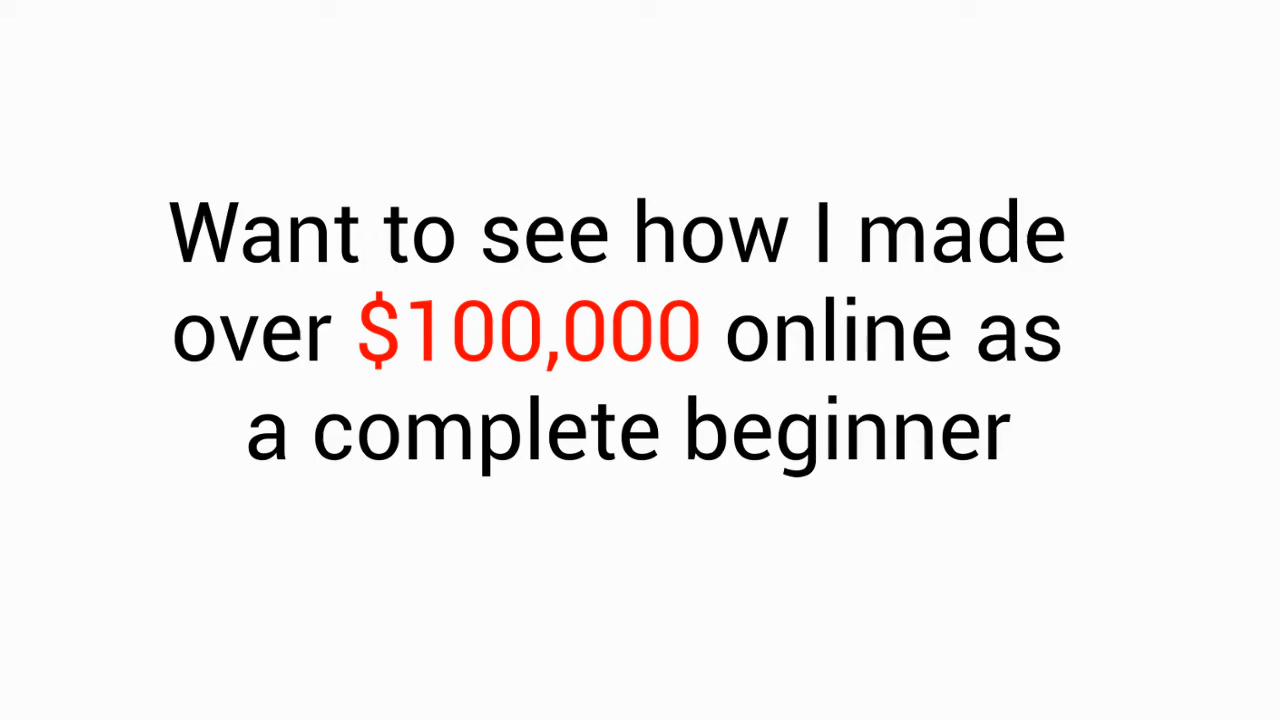 Want to see how I made
over $100,000 online as
a complete beginner